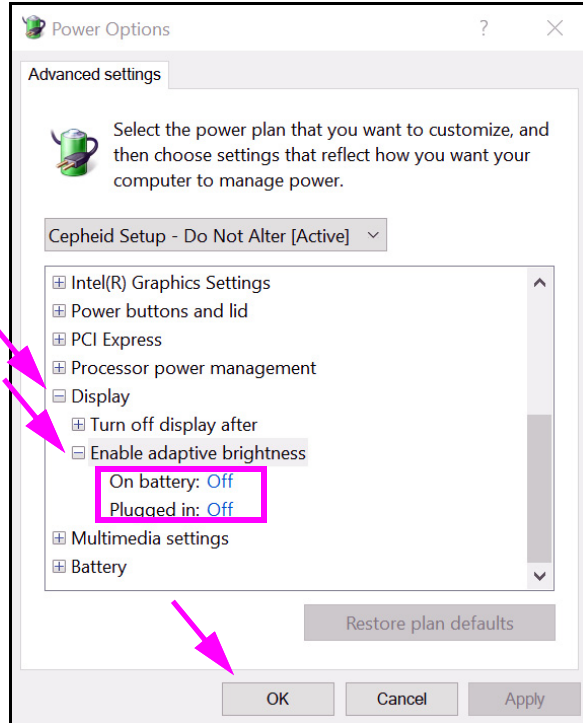 Power Options
?
Advanced settings
Select the power plan that you want to customize, and
then choose settings that reflect how you want your
computer to manage power.
Cepheid Setup - Do Not Alter [Active]
Intel(R) Graphics Settings
Power buttons and lid
PCI Express
Processor power management
Display
Turn off display after
Enable adaptive brightness
On battery: Off
Plugged in: Off
Multimedia settings
Battery
Restore plan defaults
OK Cancel Apply